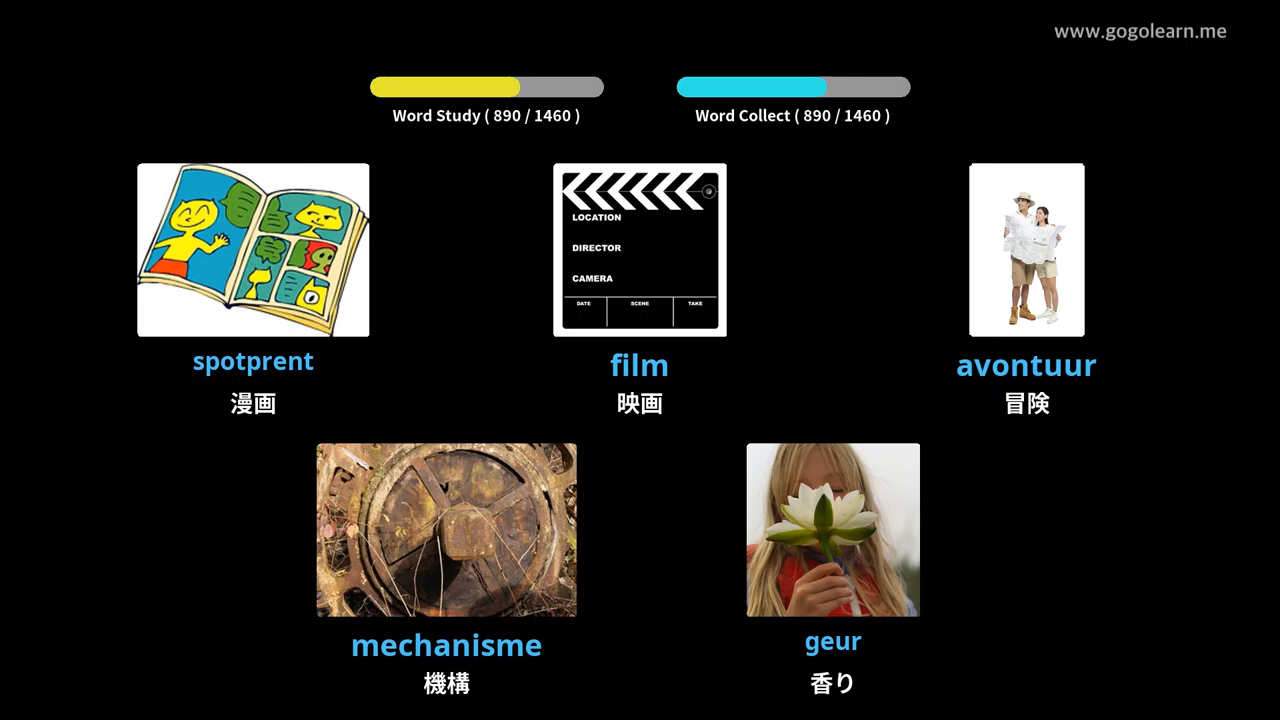 www.gogolearn.me
Word Study ( 890 / 1460 )
Word Collect ( 890 / 1460 )
LOCATION
DIRECTOR
CAMERA
DATE SCENE TAKE
spotprent
film
avontuur
漫画
映画
冒険
mechanisme
geur
機構
香り